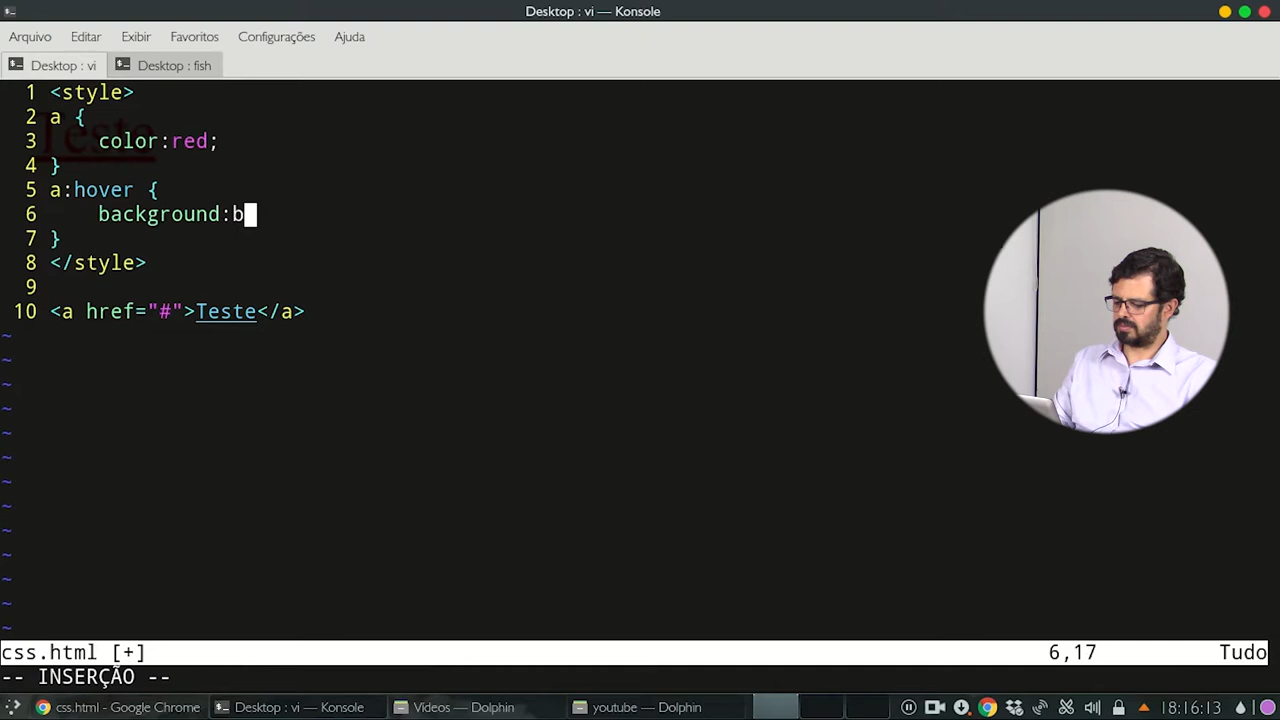 Desktop : vi — Konsole
Arquivo Editar Exibir Favoritos Configurações Ajuda
Desktop : vi Desktop : fish
1 <style>
2 a {
3     color:red;
4 }
5 a:hover {
6     background:b
7 }
8 </style>
9
10 <a href="#">Teste</a>
~
~
~
~
~
~
~
~
~
~
~
~
~
Teste
css.html [+] 6,17 Tudo
-- INSERÇÃO --
css.html - Google Chrome Desktop : vi — Konsole Vídeos — Dolphin youtube — Dolphin 18:16:13